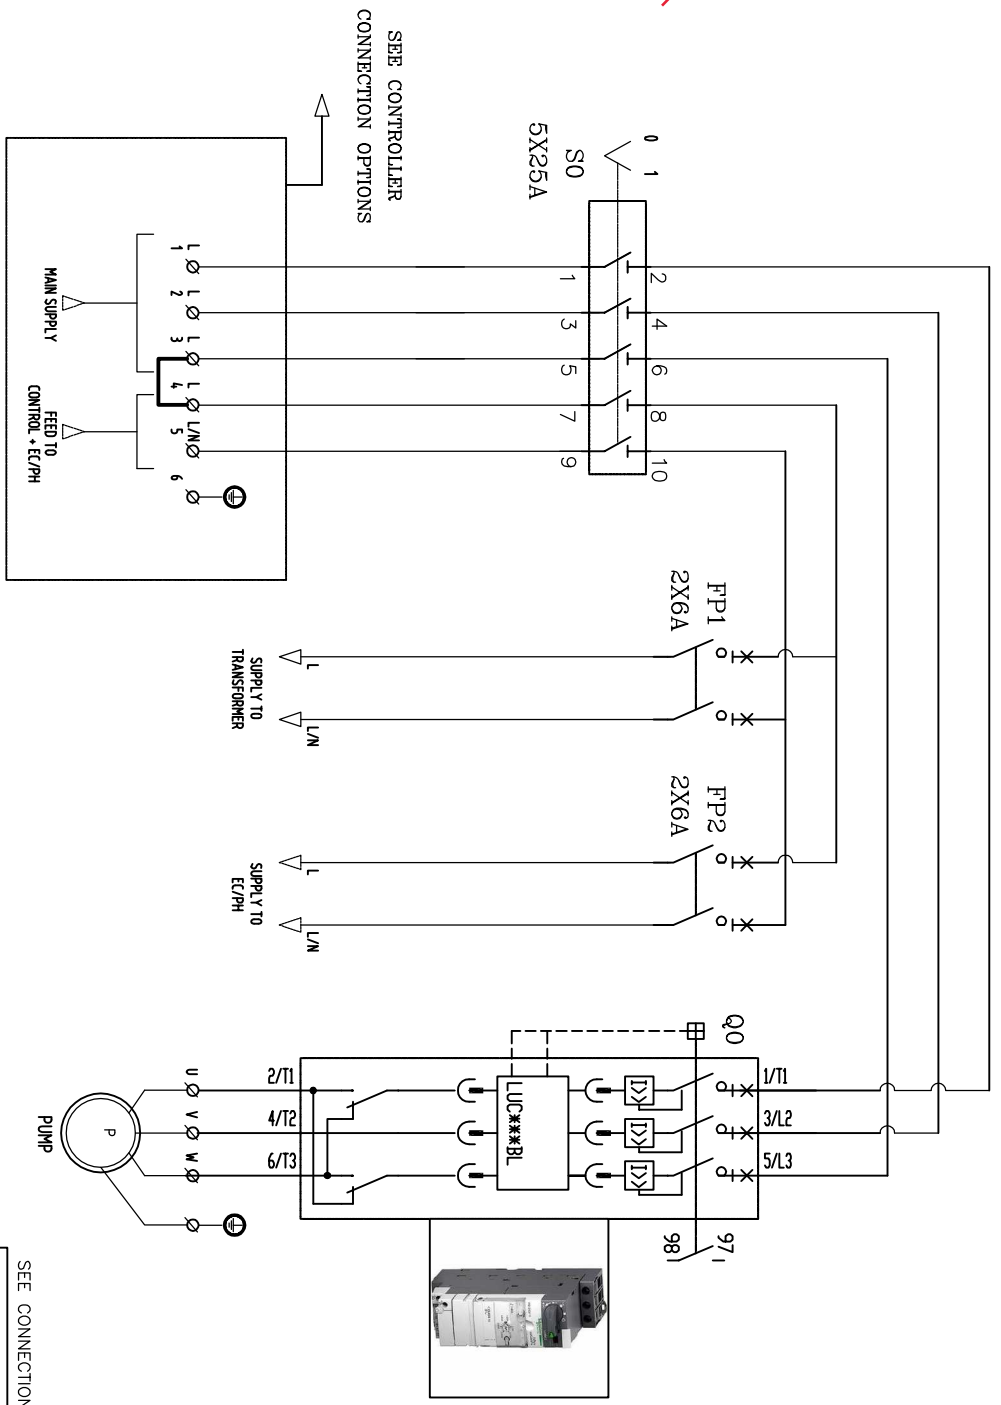 SEE CONTROLLER
CONNECTION OPTIONS
0 1
S0
5X25A
2 4 6 8 10
1 3 5 7 9
L L L L L/N
1 2 3 4 5 6
MAIN SUPPLY
FEED TO
CONTROL + EC/PH
FP1
2X6A
L L/N
SUPPLY TO
TRANSFORMER
FP2
2X6A
L L/N
SUPPLY TO
EC/PH
Q0
1/T1 3/L2 5/L3
97
98
I>> I>> I>>
LUC***BL
2/T1 4/T2 6/T3
U V W
P
PUMP
SEE CONNECTION